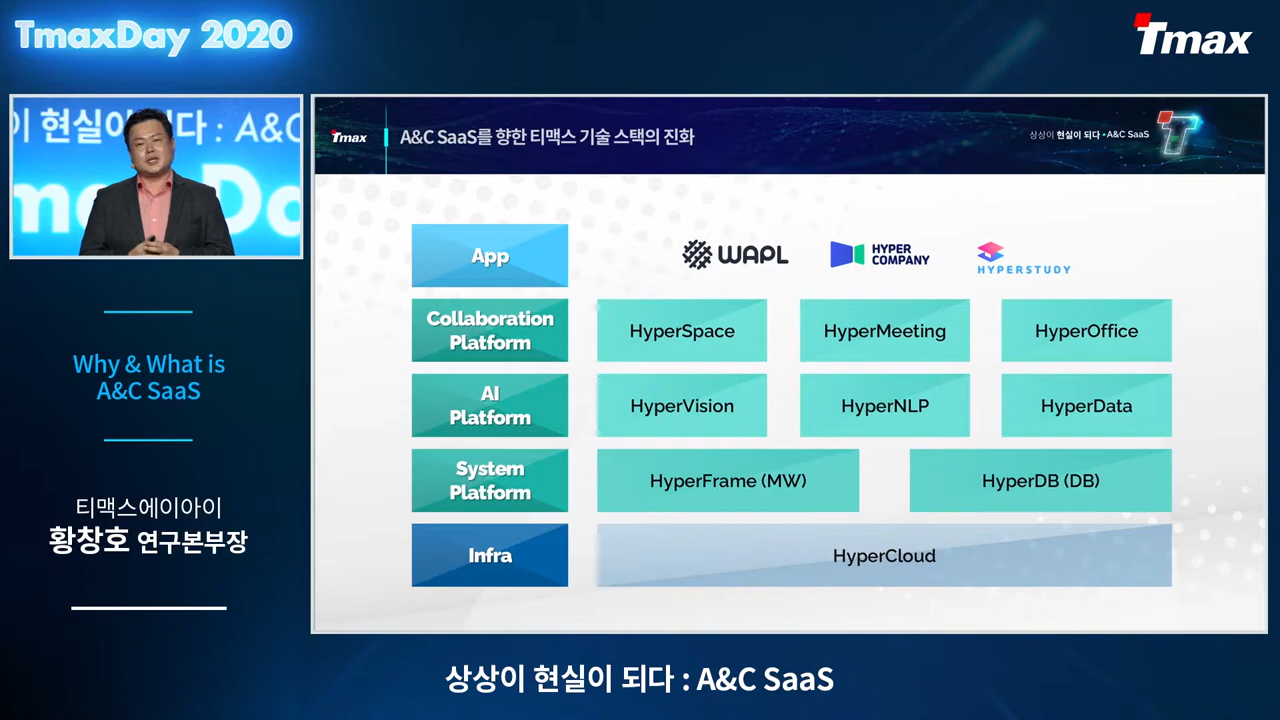 TmaxDay 2020
Tmax
이 현실이 되다 : A&C
Why & What is
A&C SaaS
티맥스에이아이
황창호 연구본부장
Tmax
A&C SaaS를 향한 티맥스 기술 스택의 진화
상상이 현실이 되다 • A&C SaaS
App
WAPL
HYPER
COMPANY
HYPERSTUDY
Collaboration
Platform
HyperSpace
HyperMeeting
HyperOffice
AI
Platform
HyperVision
HyperNLP
HyperData
System
Platform
HyperFrame (MW)
HyperDB (DB)
Infra
HyperCloud
상상이 현실이 되다 : A&C SaaS